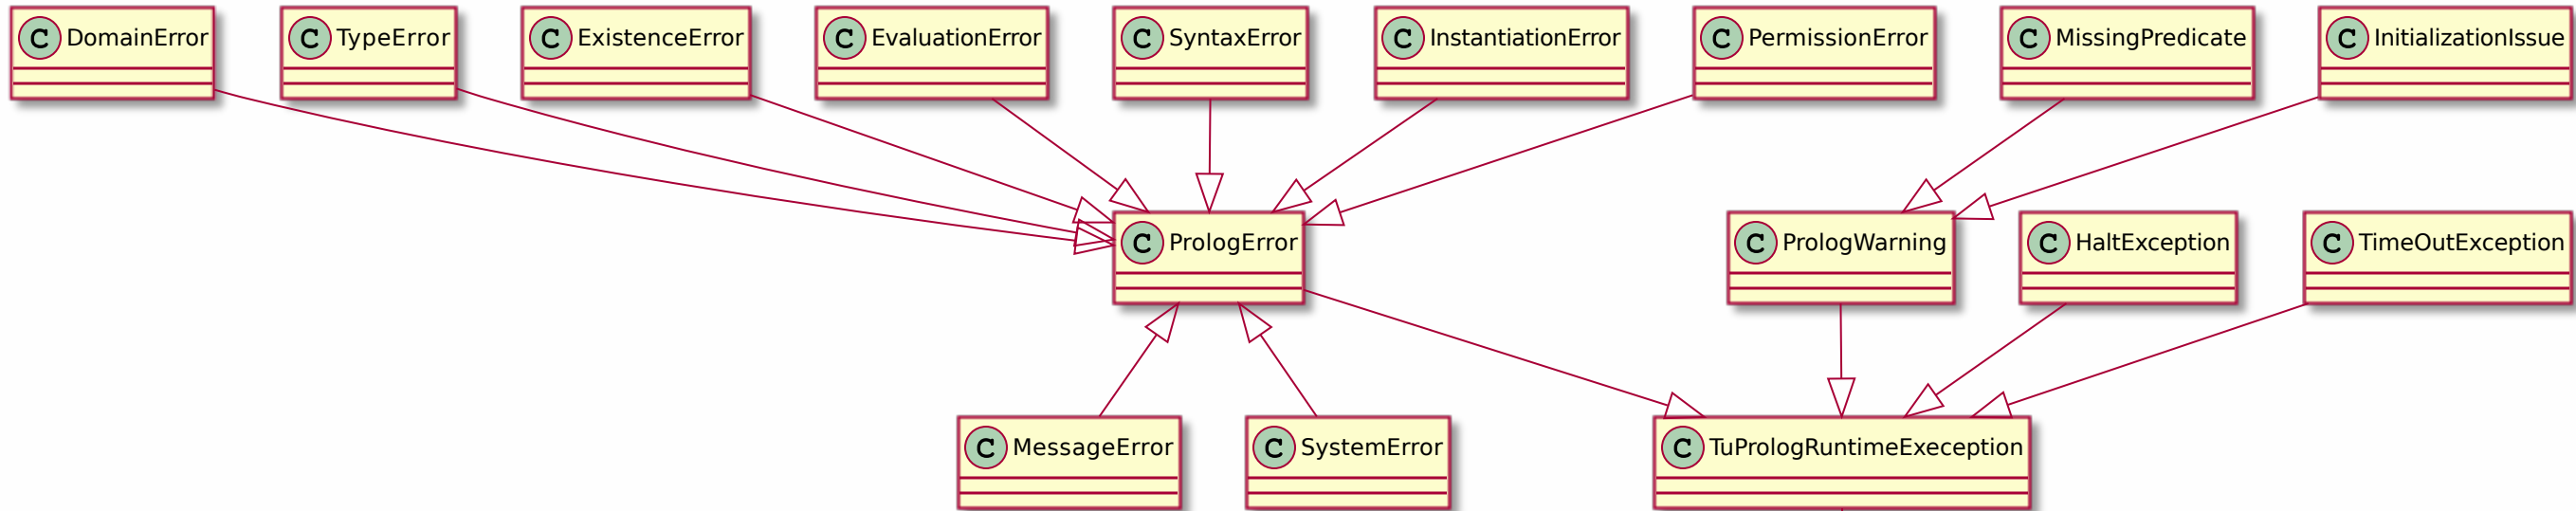 C DomainError
C TypeError
C ExistenceError
C EvaluationError
C SyntaxError
C InstantiationError
C PermissionError
C MissingPredicate
C InitializationIssue
C PrologError
C PrologWarning
C HaltException
C TimeOutException
C MessageError
C SystemError
C TuPrologRuntimeExeception